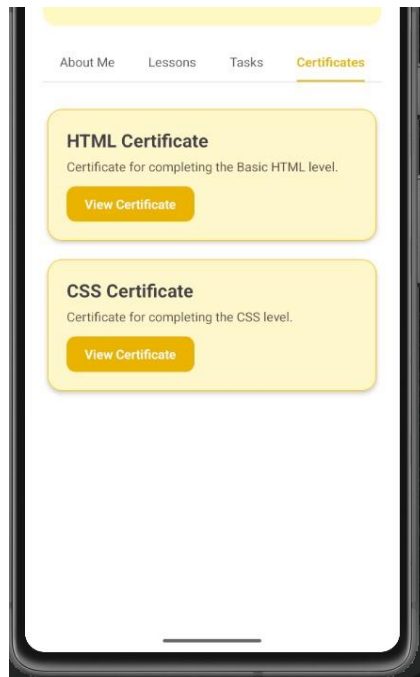 About Me Lessons Tasks Certificates
HTML Certificate
Certificate for completing the Basic HTML level.
View Certificate
CSS Certificate
Certificate for completing the CSS level.
View Certificate